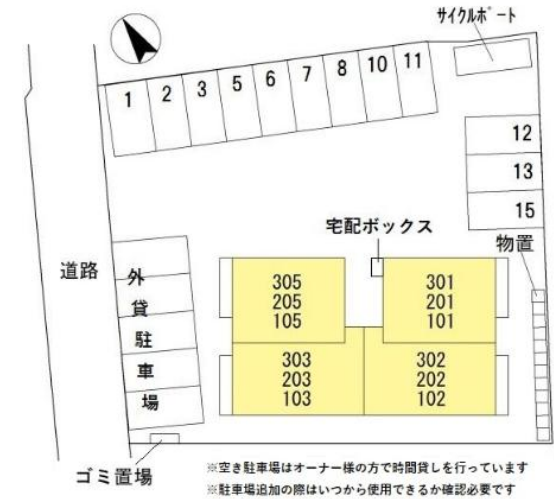 サイクルポート
1 2 3 5 6 7 8 10 11
12
13
15
宅配ボックス
物置
道路
外
貸
駐
車
場
305
205
105
301
201
101
303
203
103
302
202
102
ゴミ置場
※空き駐車場はオーナー様の方で時間貸しを行っています
※駐車場追加の際はいつから使用できるか確認必要です